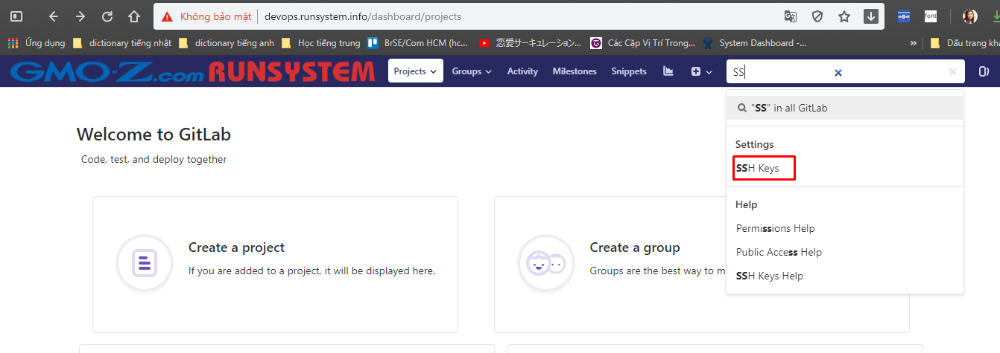 Không bảo mật | devops.runsystem.info/dashboard/projects
font
Ứng dụng dictionary tiếng nhật dictionary tiếng anh Học tiếng trung BrSE/Com HCM (hc... 恋愛サーキュレーション... Các Cặp Vị Trí Trong... System Dashboard -... » Dấu trang khá
GMO-Z.com RUNSYSTEM Projects Groups Activity Milestones Snippets SS
"SS" in all GitLab
Settings
SSH Keys
Help
Permissions Help
Public Access Help
SSH Keys Help
Welcome to GitLab
Code, test, and deploy together
Create a project
If you are added to a project, it will be displayed here.
Create a group
Groups are the best way to m